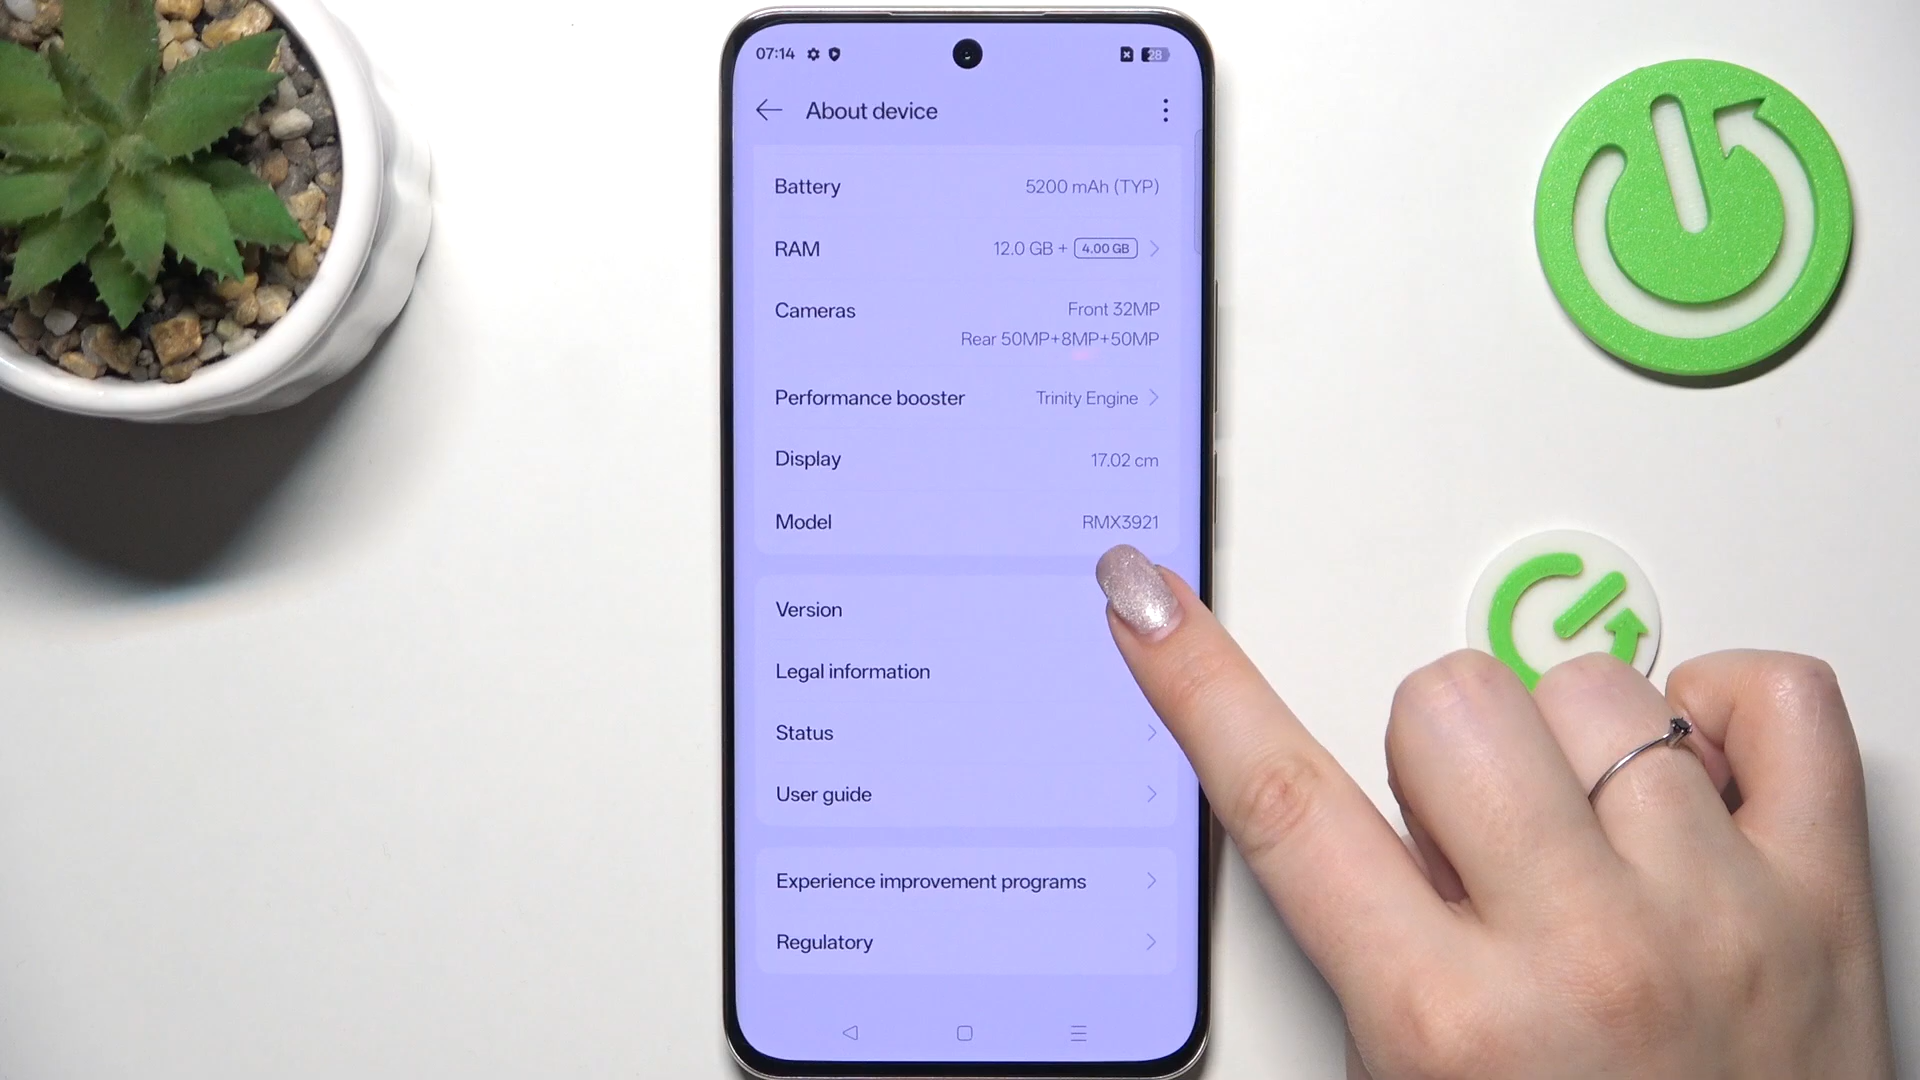 07:14 28
About device
Battery 5200 mAh (TYP)
RAM 12.0 GB + 4.00 GB
Cameras Front 32MP
Rear 50MP+8MP+50MP
Performance booster Trinity Engine
Display 17.02 cm
Model RMX3921
Version
Legal information
Status
User guide
Experience improvement programs
Regulatory